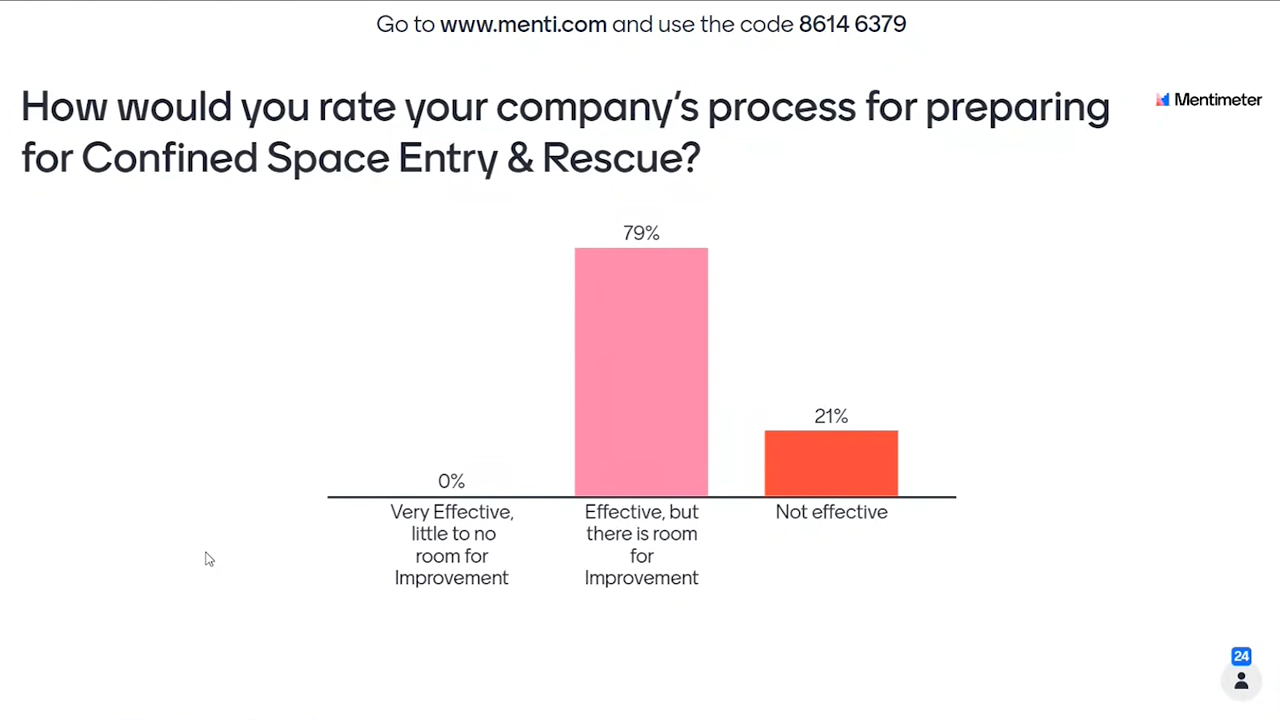 Go to www.menti.com and use the code 8614 6379
How would you rate your company's process for preparing
for Confined Space Entry & Rescue?
Mentimeter
79%
21%
0%
Very Effective,
little to no
room for
Improvement
Effective, but
there is room
for
Improvement
Not effective
24